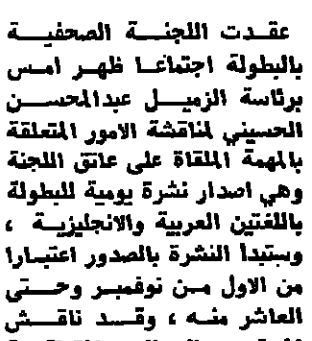 عقدت اللجنة الصحفية
بالبطولة اجتماعا ظهر امس
برئاسة الزميل عبدالمحسن
الحسيني لمناقشة الامور المتعلقة
بالمهمة الملقاة على عاتق اللجنة
وهي اصدار نشرة يومية للبطولة
باللغتين العربية والانجليزية ،
وستبدا النشرة بالصدور اعتبارا
من الاول من نوفمبر وحتى
العاشر منه ، وقد ناقش